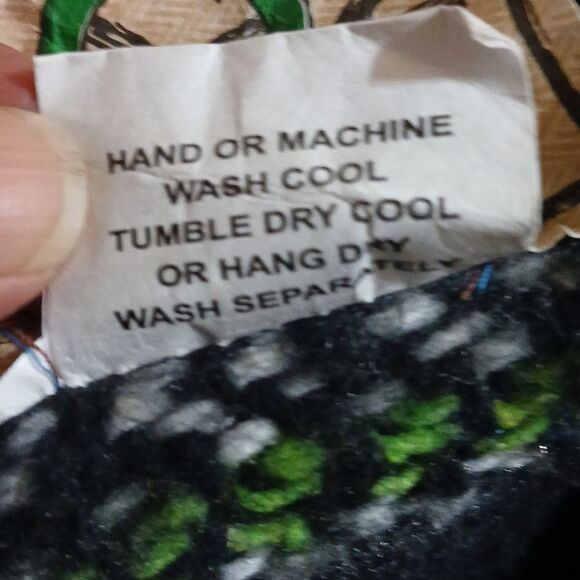 HAND OR MACHINE
WASH COOL
TUMBLE DRY COOL
OR HANG DRY
WASH SEPARATELY